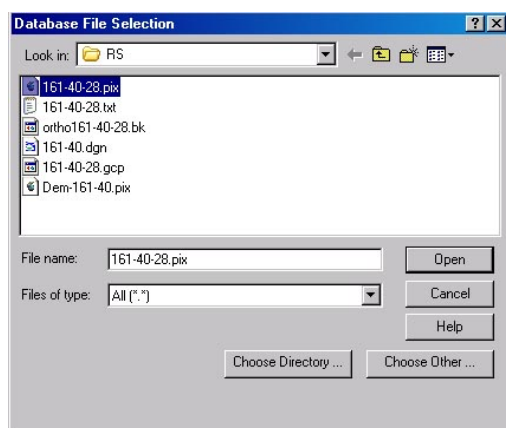 Database File Selection
Look in: RS
161-40-28.pix
161-40-28.txt
ortho161-40-28.bk
161-40.dgn
161-40-28.gcp
Dem-161-40.pix
File name: 161-40-28.pix Open
Files of type: All (*.*) Cancel
Help
Choose Directory ... Choose Other ...